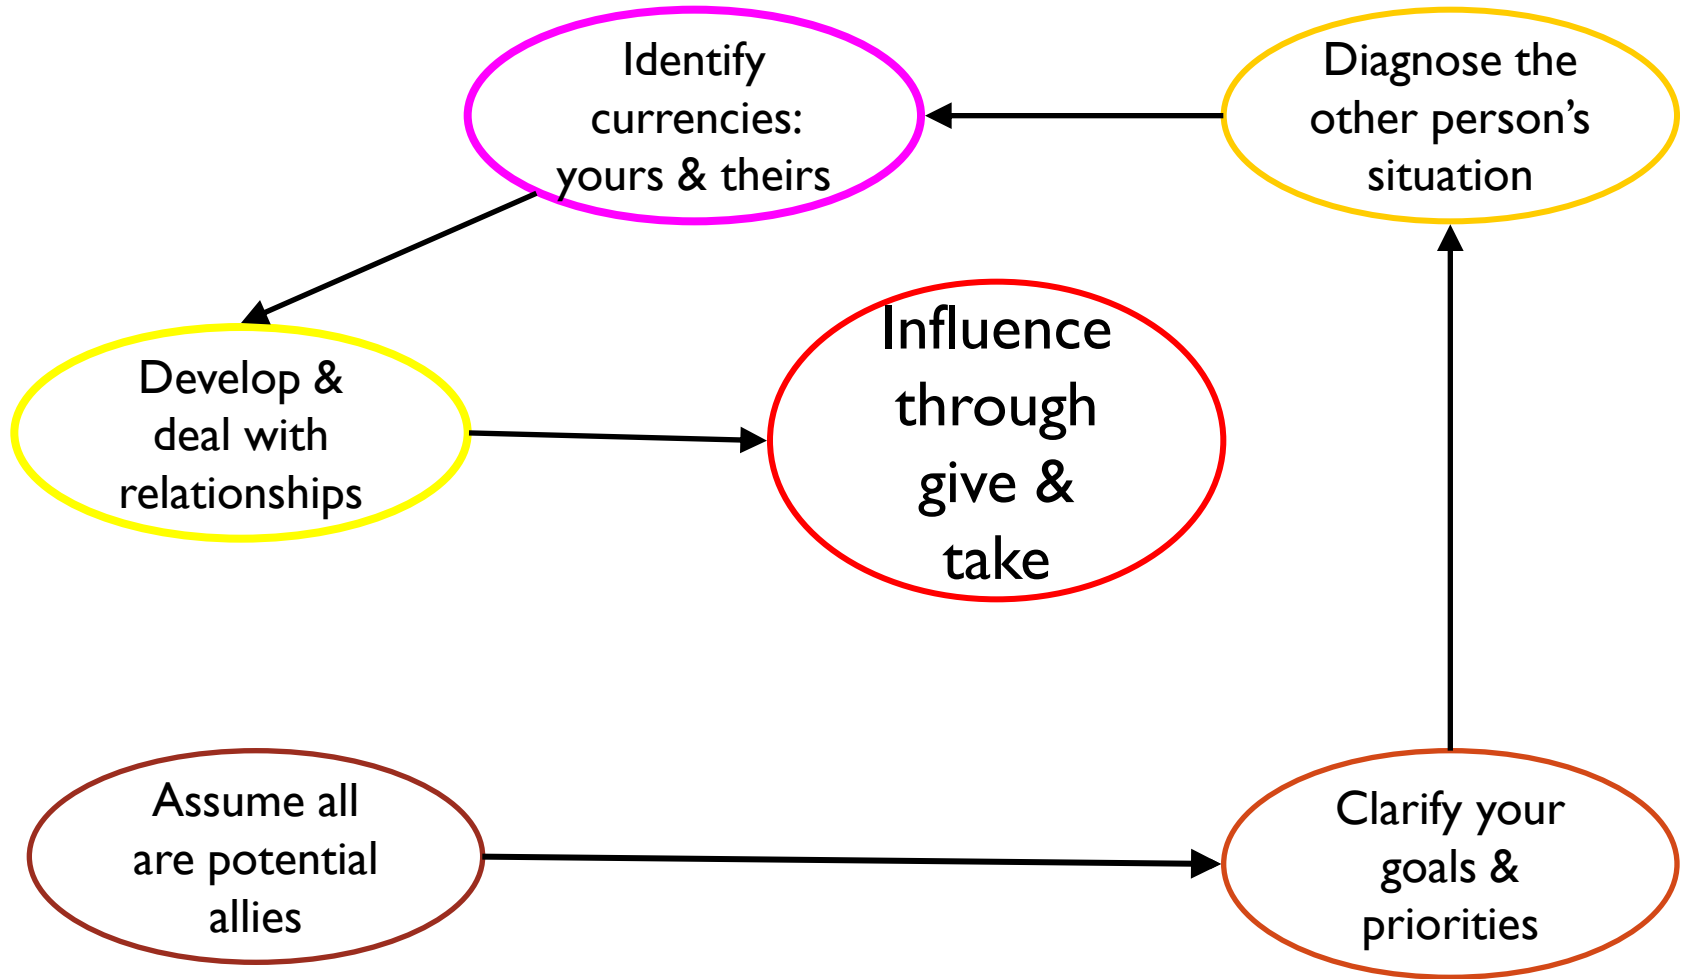 Identify
currencies:
yours & theirs
Diagnose the
other person’s
situation
Develop &
deal with
relationships
Influence
through
give &
take
Assume all
are potential
allies
Clarify your
goals &
priorities